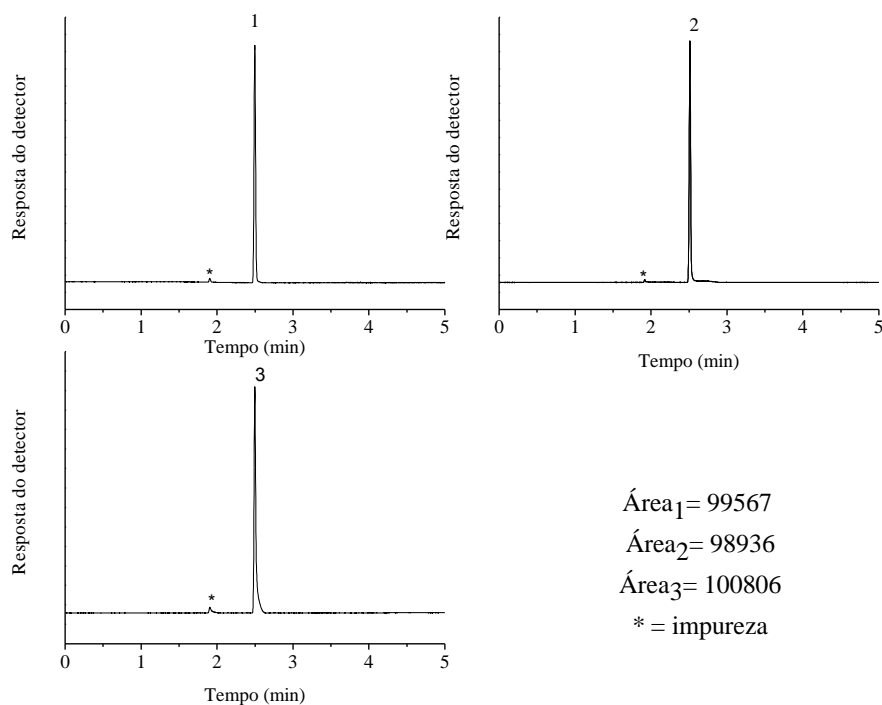 1
Resposta do detector
*
0 1 2 3 4 5
Tempo (min)
2
Resposta do detector
*
0 1 2 3 4 5
Tempo (min)
3
Resposta do detector
*
0 1 2 3 4 5
Tempo (min)
Área1= 99567
Área2= 98936
Área3= 100806
* = impureza